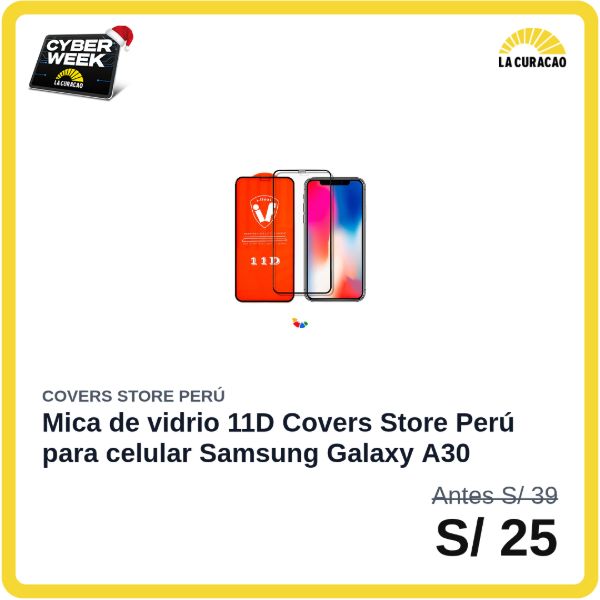 CYBER
WEEK
LA CURACAO
LA CURACAO
11D
COVERS STORE PERÚ
Mica de vidrio 11D Covers Store Perú
para celular Samsung Galaxy A30
Antes S/ 39
S/ 25